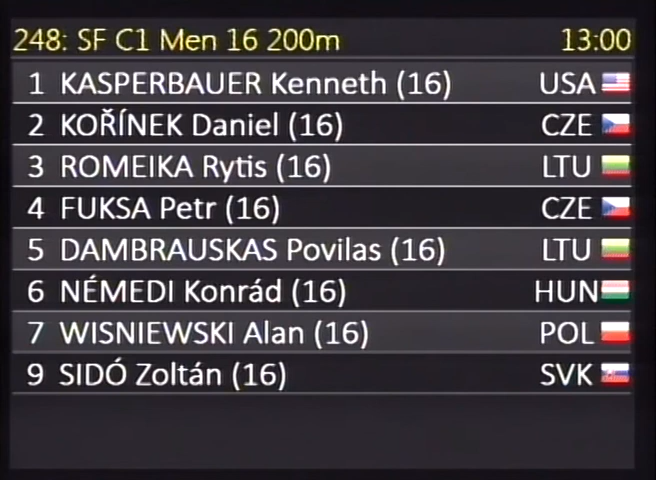 248: SF C1 Men 16 200m 13:00
1 KASPERBAUER Kenneth (16) USA
2 KOŘÍNEK Daniel (16) CZE
3 ROMEIKA Rytis (16) LTU
4 FUKSA Petr (16) CZE
5 DAMBRAUSKAS Povilas (16) LTU
6 NÉMEDI Konrád (16) HUN
7 WISNIEWSKI Alan (16) POL
9 SIDÓ Zoltán (16) SVK